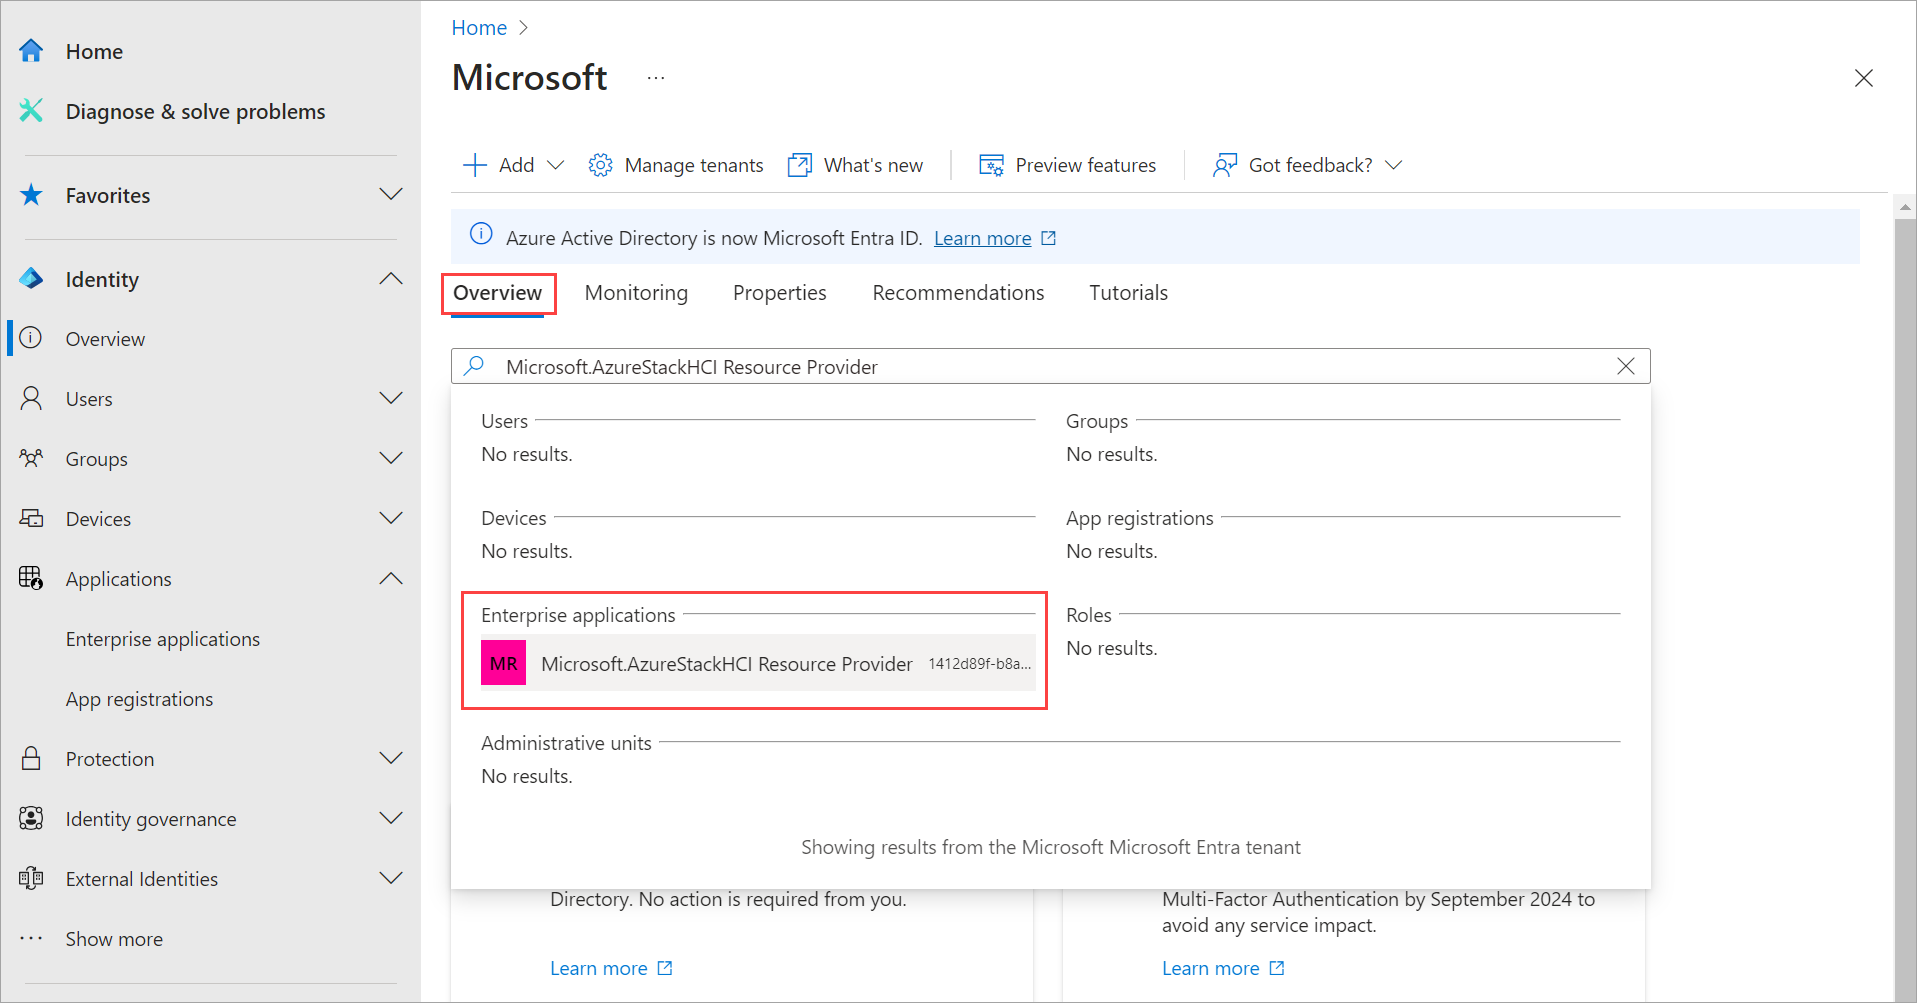 Home
Diagnose & solve problems
Favorites
Identity
Overview
Users
Groups
Devices
Applications
Enterprise applications
App registrations
Protection
Identity governance
External Identities
Show more
Home
Microsoft ...
Add
Manage tenants
What's new
Preview features
Got feedback?
Azure Active Directory is now Microsoft Entra ID. Learn more
Overview
Monitoring
Properties
Recommendations
Tutorials
Microsoft.AzureStackHCI Resource Provider
Users
No results.
Groups
No results.
Devices
No results.
App registrations
No results.
Enterprise applications
MR Microsoft.AzureStackHCI Resource Provider 1412d89f-b8a...
Roles
No results.
Administrative units
No results.
Showing results from the Microsoft Microsoft Entra tenant
Directory. No action is required from you.
Learn more
Multi-Factor Authentication by September 2024 to
avoid any service impact.
Learn more